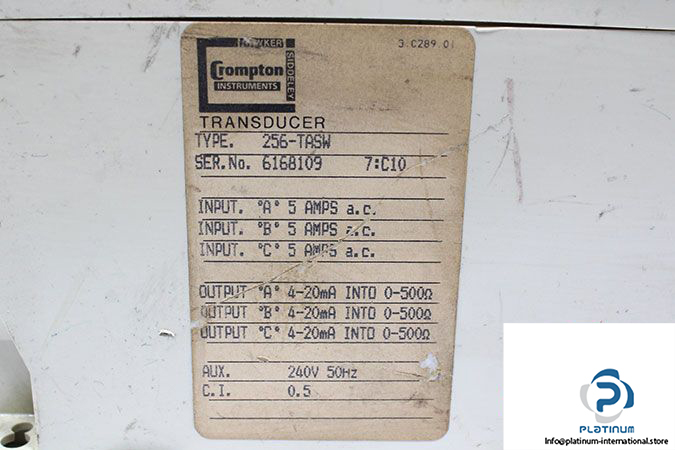 HAWKER
SIDDELEY
3.C289.01
Crompton
INSTRUMENTS
TRANSDUCER
TYPE. 256-TASW
SER.No. 6168109 7:C10
INPUT. "A" 5 AMPS a.c.
INPUT. "B" 5 AMPS a.c.
INPUT. "C" 5 AMPS a.c.
OUTPUT "A" 4-20mA INTO 0-500Ω
OUTPUT "B" 4-20mA INTO 0-500Ω
OUTPUT "C" 4-20mA INTO 0-500Ω
AUX. 240V 50Hz
C.I. 0.5
PLATINUM
Info@platinum-international.store